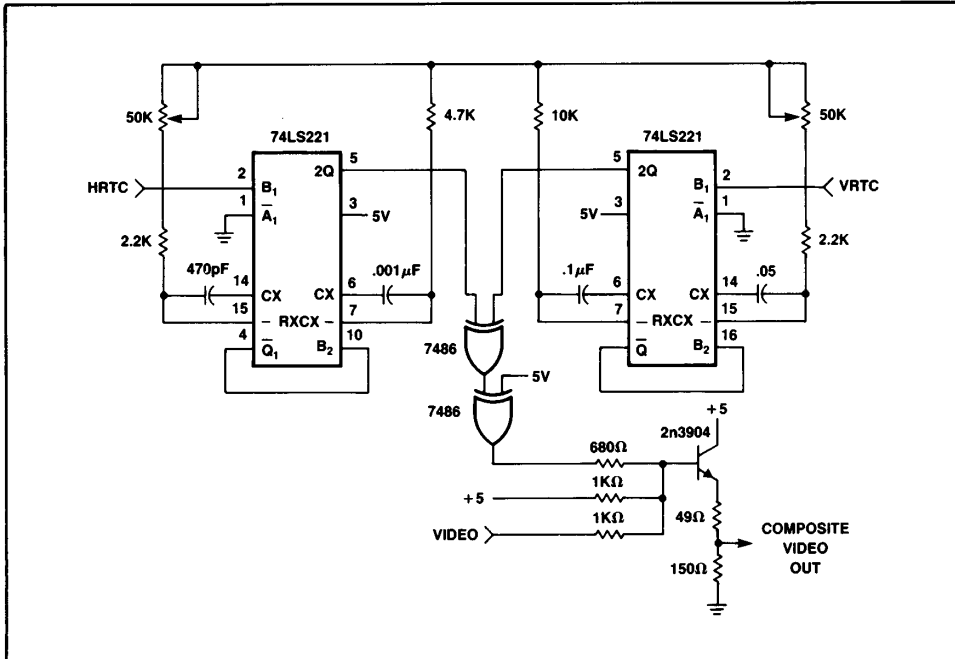 50K
4.7K
10K
50K
74LS221
74LS221
HRTC
2
B1
1
A̅1
2.2K
470pF
14
CX
15
RXCX
4
Q̅1
5
2Q
3
5V
6
CX
.001μF
7
10
B2
5
2Q
3
5V
6
CX
.1μF
7
RXCX
Q̅
2
B1
VRTC
1
A̅1
2.2K
14
CX
.05
15
16
B2
7486
5V
7486
680Ω
+5
1KΩ
VIDEO
1KΩ
+5
2n3904
49Ω
150Ω
COMPOSITE
VIDEO
OUT